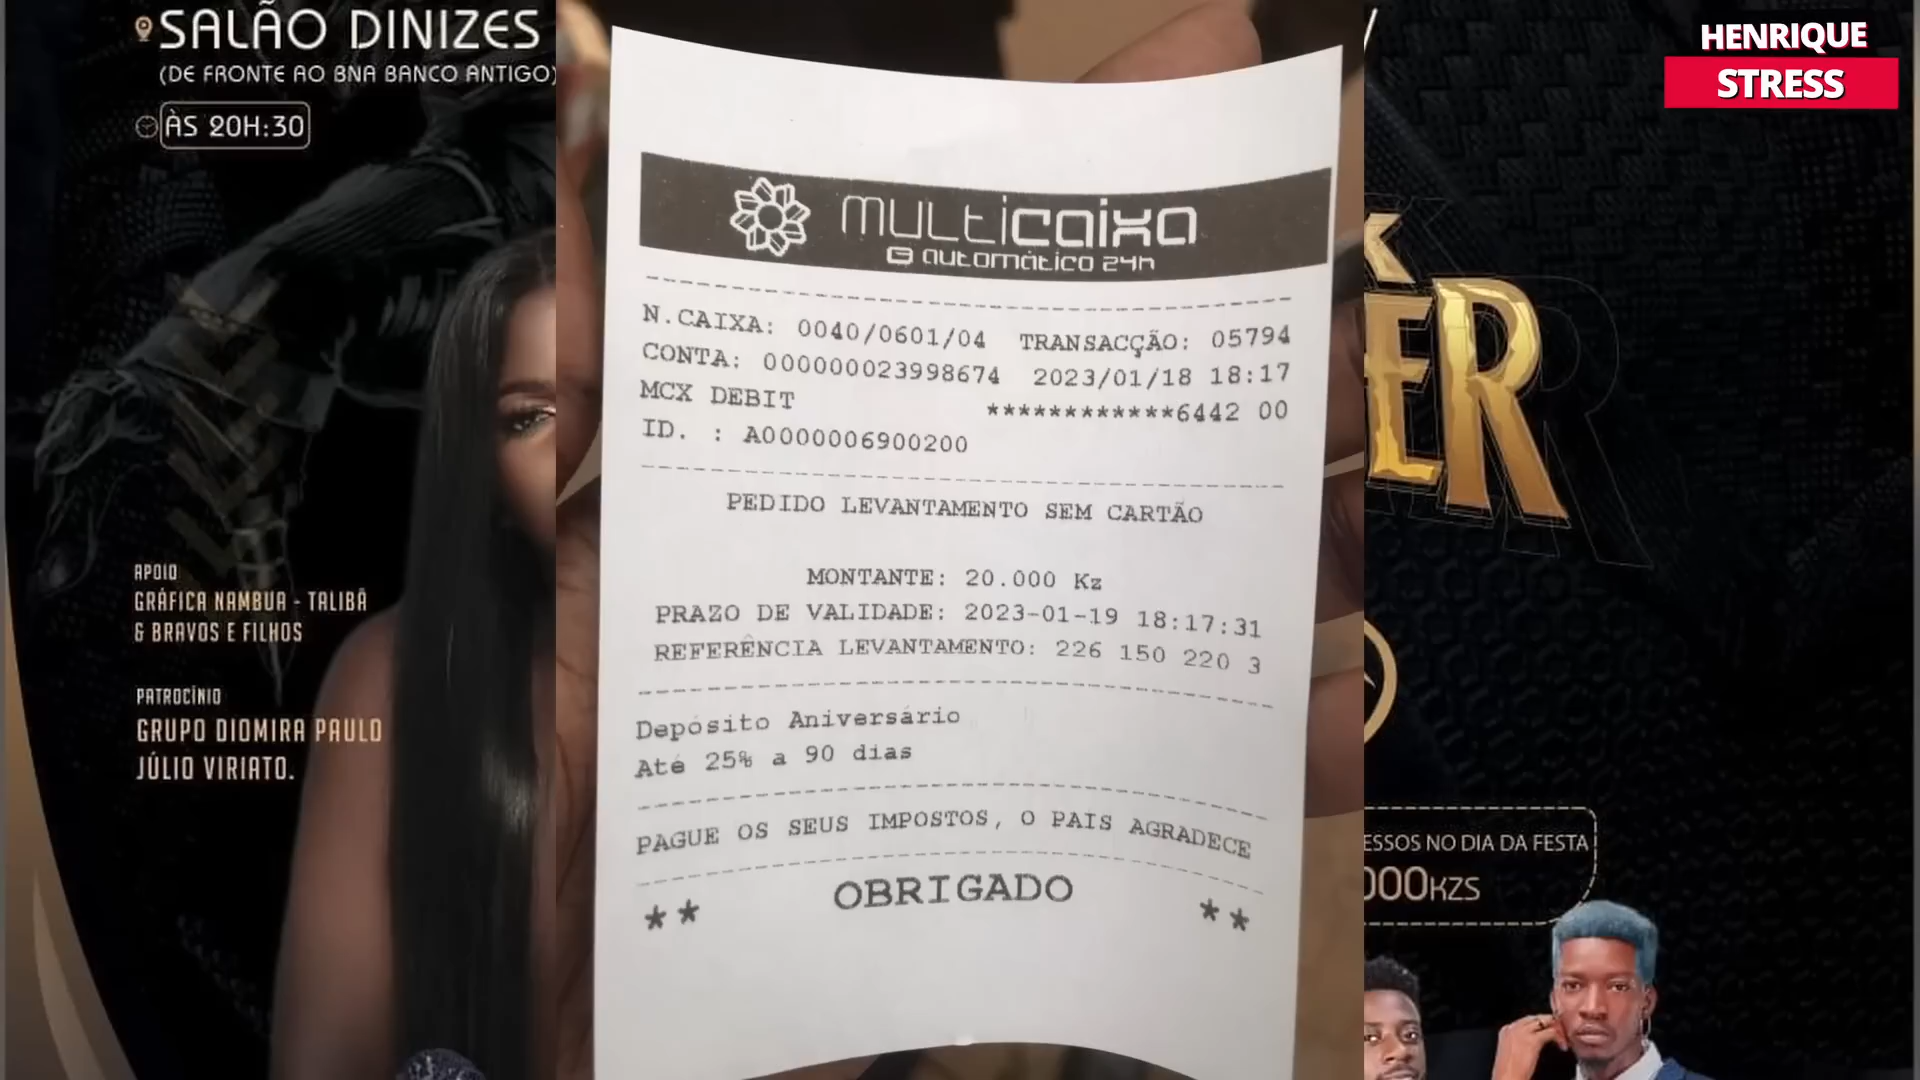 SALÃO DINIZES
(DE FRONTE AO BNA BANCO ANTIGO)
ÀS 20H:30
APOIO
GRÁFICA NAMBUA - TALIBÃ
& BRAVOS E FILHOS
PATROCÍNIO
GRUPO DIOMIRA PAULO
JÚLIO VIRIATO.
multicaixa
automático 24h
N.CAIXA: 0040/0601/04 TRANSACÇÃO: 05794
CONTA: 000000023998674 2023/01/18 18:17
MCX DEBIT ************6442 00
ID. : A0000006900200
PEDIDO LEVANTAMENTO SEM CARTÃO
MONTANTE: 20.000 Kz
PRAZO DE VALIDADE: 2023-01-19 18:17:31
REFERÊNCIA LEVANTAMENTO: 226 150 220 3
Depósito Aniversário
Até 25% a 90 dias
PAGUE OS SEUS IMPOSTOS, O PAIS AGRADECE
** OBRIGADO **
HENRIQUE
STRESS
K
ER
ESSOS NO DIA DA FESTA
000KZS